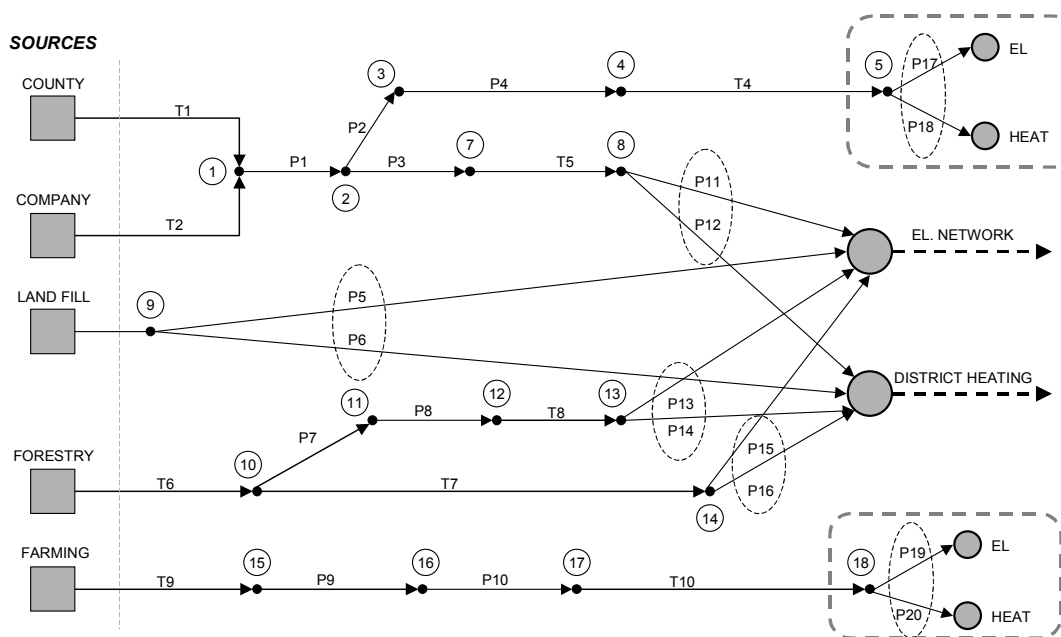 SOURCES
COUNTY
T1
COMPANY
T2
1
P1
2
P2
P3
3
P4
4
T4
5
P17
P18
EL
HEAT
7
T5
8
P11
P12
EL. NETWORK
LAND FILL
9
P5
P6
DISTRICT HEATING
11
P8
12
T8
13
P13
P14
P7
FORESTRY
T6
10
T7
14
P15
P16
FARMING
T9
15
P9
16
P10
17
T10
18
P19
P20
EL
HEAT